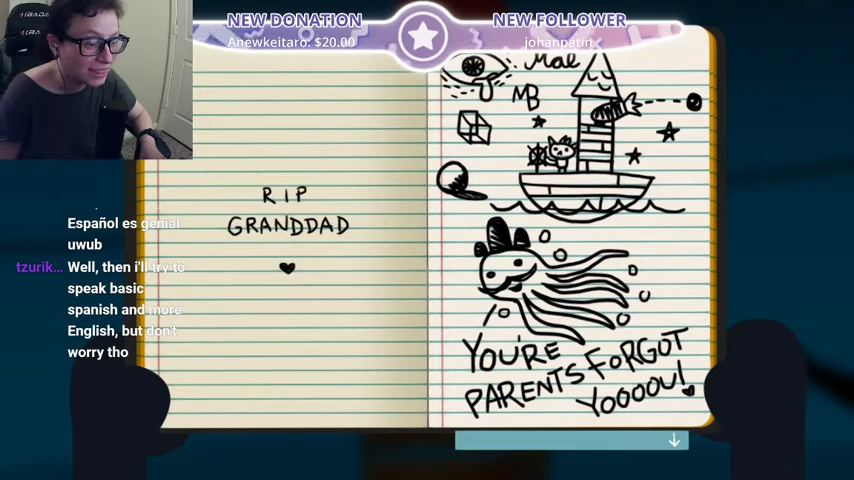 NEW DONATION
Anewkeitaro: $20.00
NEW FOLLOWER
johanpatin
Español es genial
uwub
tzurik... Well, then i'll try to
speak basic
spanish and more
English, but don't
worry tho
RIP
GRANDDAD
Mae
MB
YOU'RE
PARENTS FORGOT
YOOOOU!